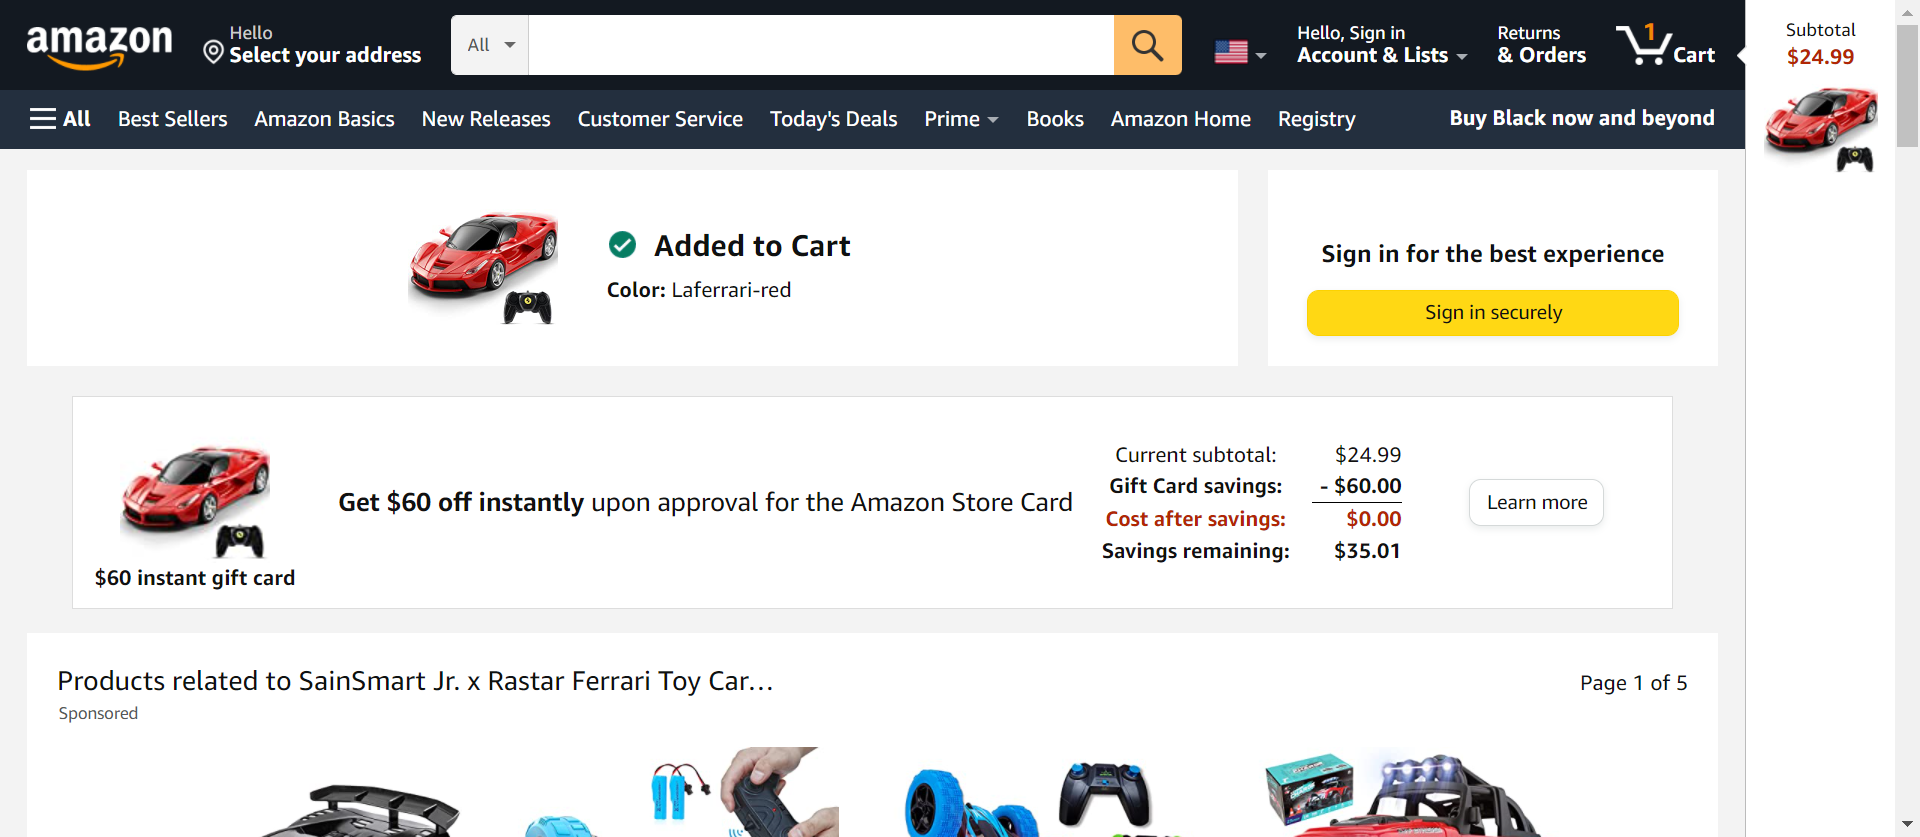 amazon
Hello
Select your address
All
Hello, Sign in
Account & Lists
Returns
& Orders
1
Cart
Subtotal
$24.99
All
Best Sellers
Amazon Basics
New Releases
Customer Service
Today's Deals
Prime
Books
Amazon Home
Registry
Buy Black now and beyond
Added to Cart
Color: Laferrari-red
Sign in for the best experience
Sign in securely
$60 instant gift card
Get $60 off instantly upon approval for the Amazon Store Card
Current subtotal: $24.99
Gift Card savings: - $60.00
Cost after savings: $0.00
Savings remaining: $35.01
Learn more
Products related to SainSmart Jr. x Rastar Ferrari Toy Car…
Page 1 of 5
Sponsored